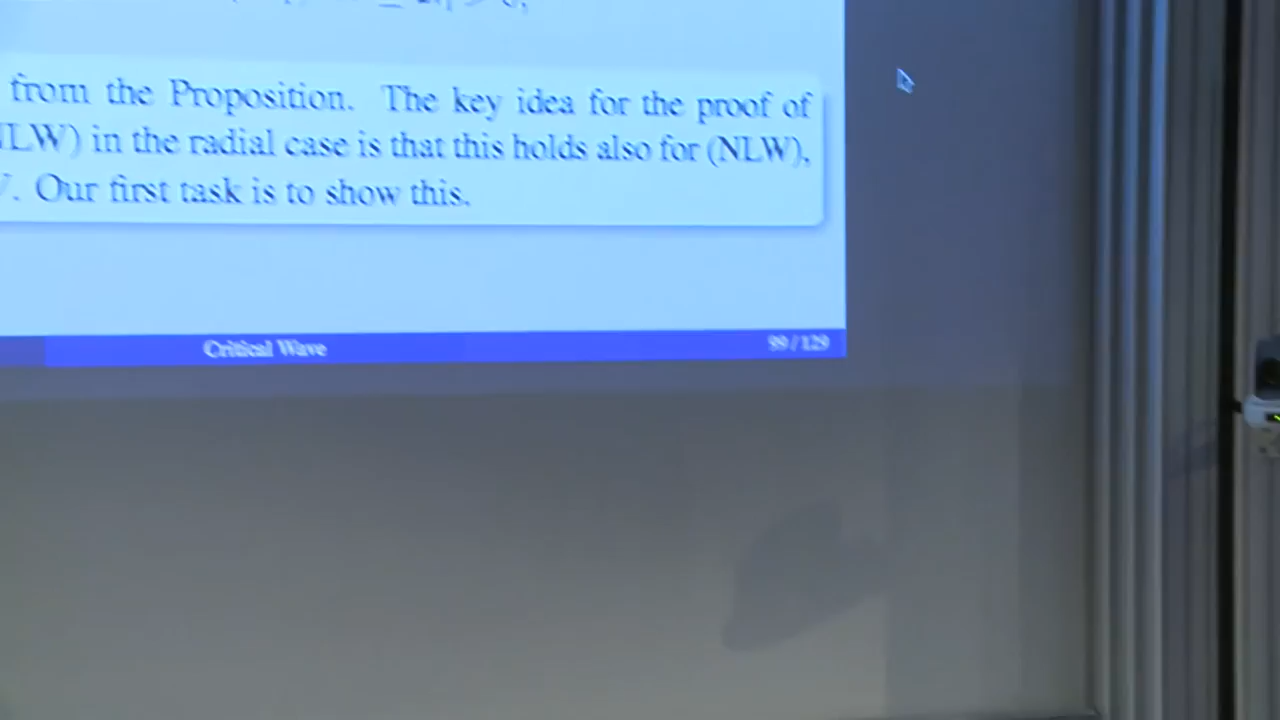 from the Proposition. The key idea for the proof of
NLW) in the radial case is that this holds also for (NLW),
. Our first task is to show this.
Critical Wave
99 / 129